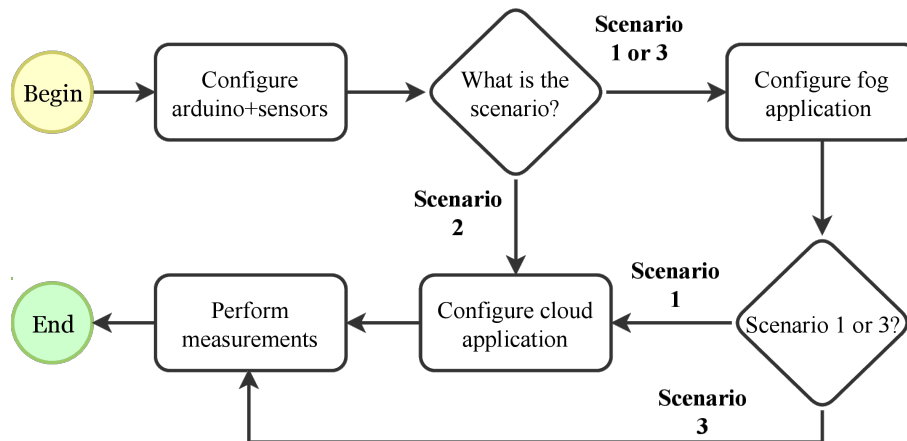 Begin
Configure
arduino+sensors
What is the
scenario?
Scenario
1 or 3
Configure fog
application
Scenario
2
Scenario 1 or 3?
Scenario
1
Configure cloud
application
Perform
measurements
End
Scenario
3